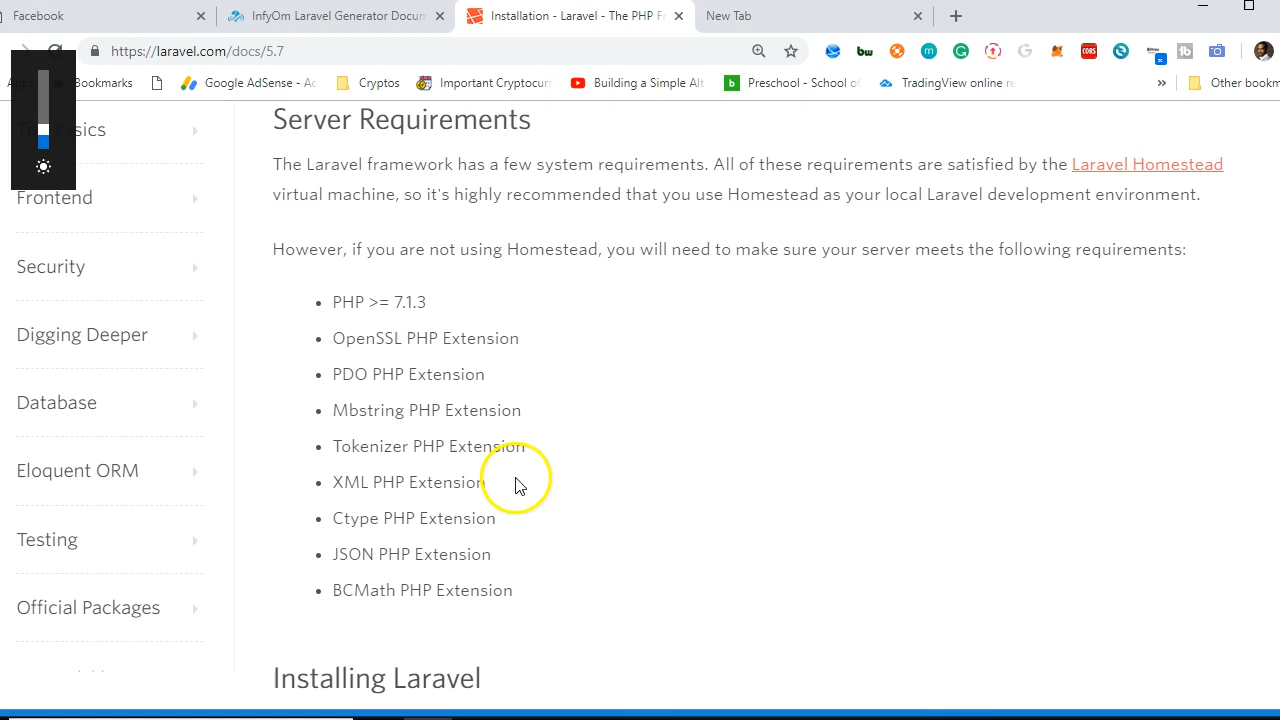 Facebook
InfyOm Laravel Generator Docum
Installation - Laravel - The PHP Fr
New Tab
https://laravel.com/docs/5.7
Bookmarks
Google AdSense - Ac
Cryptos
Important Cryptocurr
Building a Simple Alt
Preschool - School of
TradingView online re
»
Other bookm
Server Requirements
The Laravel framework has a few system requirements. All of these requirements are satisfied by the Laravel Homestead
virtual machine, so it's highly recommended that you use Homestead as your local Laravel development environment.
However, if you are not using Homestead, you will need to make sure your server meets the following requirements:
• PHP >= 7.1.3
• OpenSSL PHP Extension
• PDO PHP Extension
• Mbstring PHP Extension
• Tokenizer PHP Extension
• XML PHP Extension
• Ctype PHP Extension
• JSON PHP Extension
• BCMath PHP Extension
Installing Laravel
Frontend
Security
Digging Deeper
Database
Eloquent ORM
Testing
Official Packages